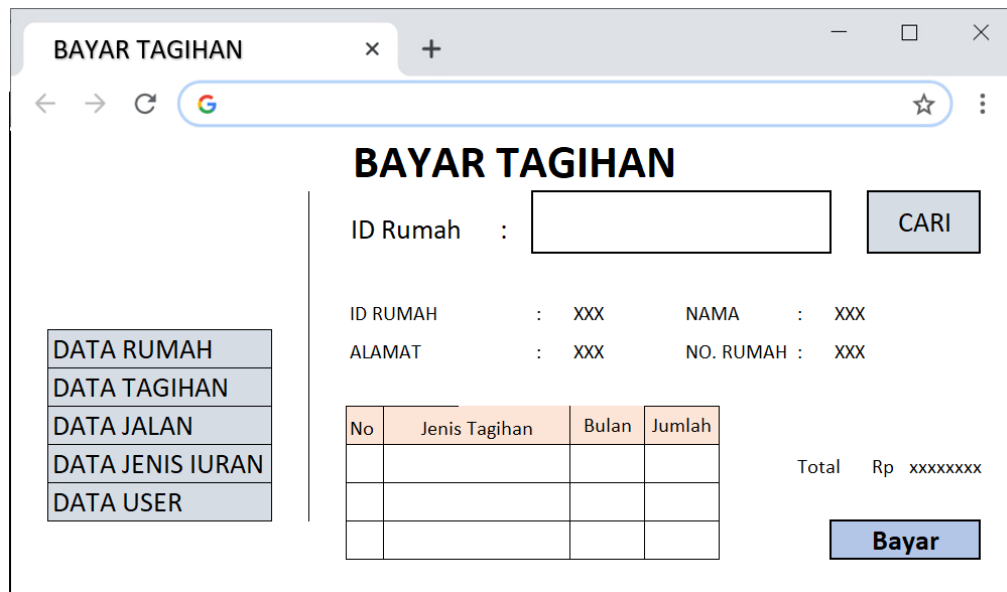 BAYAR TAGIHAN
BAYAR TAGIHAN
ID Rumah : CARI
ID RUMAH : XXX NAMA : XXX
ALAMAT : XXX NO. RUMAH : XXX
DATA RUMAH
DATA TAGIHAN
DATA JALAN
DATA JENIS IURAN
DATA USER
No Jenis Tagihan Bulan Jumlah
Total Rp xxxxxxxx
Bayar